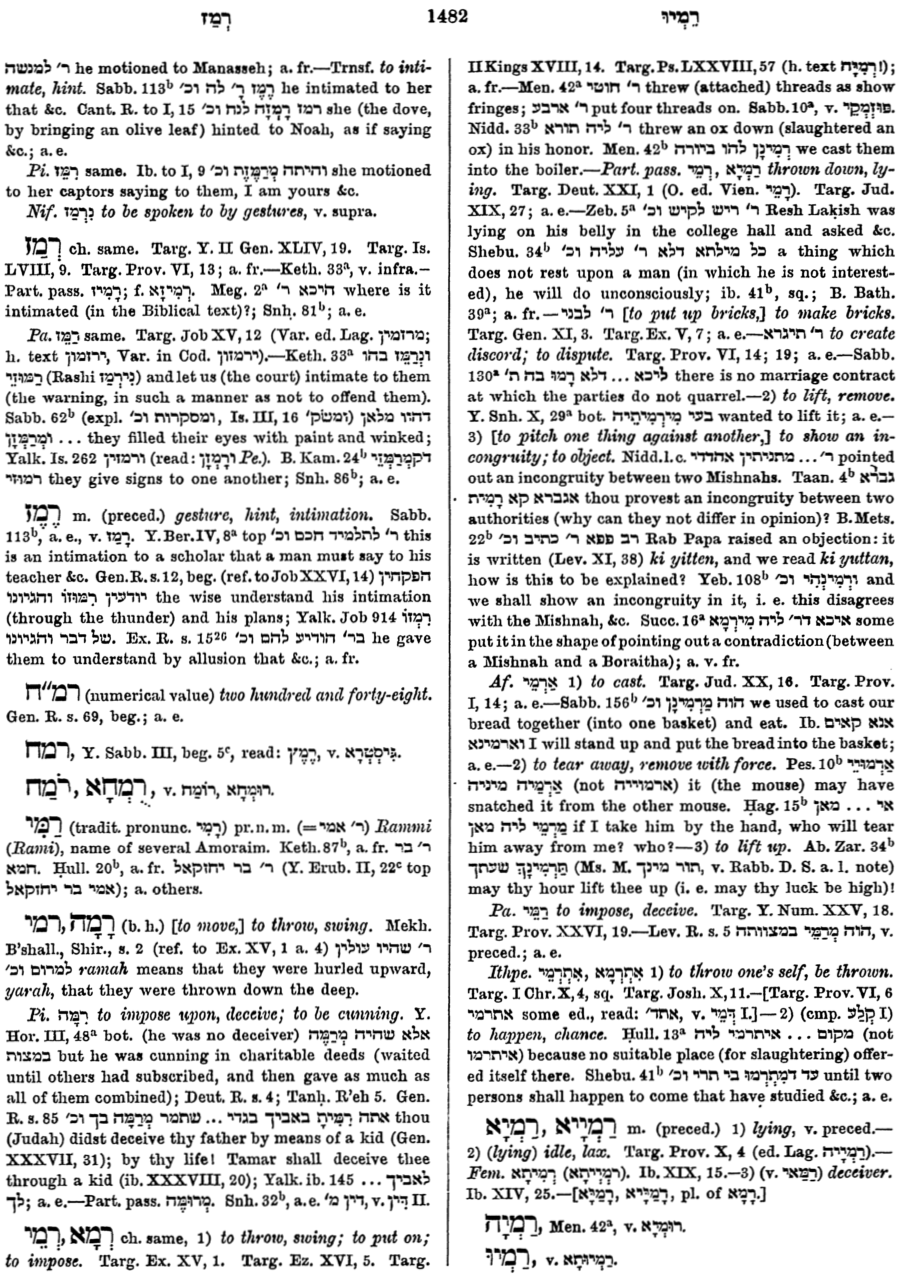 רְמַז 1482 רַמְיוּ
ר׳ למנשה he motioned to Manasseh; a. fr.—Trnsf. to inti-
mate, hint. Sabb. 113ᵇ רָמַז ר׳ לה וכ׳ he intimated to her
that &c. Cant. R. to I, 15 רמז רָמְזָה לנח וכ׳ she (the dove,
by bringing an olive leaf) hinted to Noah, as if saying
&c.; a. e.
Pi. רִמֵּז same. Ib. to I, 9 והיתה מְרַמֶּזֶת וכ׳ she motioned
to her captors saying to them, I am yours &c.
Nif. נִרְמַז to be spoken to by gestures, v. supra.
רְמַז ch. same. Targ. Y. II Gen. XLIV, 19. Targ. Is.
LVIII, 9. Targ. Prov. VI, 13; a. fr.—Keth. 33ᵃ, v. infra.—
Part. pass. רְמִיז; f. רְמִיזָא. Meg. 2ᵃ היכא ר׳ where is it
intimated (in the Biblical text)?; Snh. 81ᵇ; a. e.
Pa. רַמֵּז same. Targ. Job XV, 12 (Var. ed. Lag. מרזמין;
h. text ירזמון, Var. in Cod. ירמזון).—Keth. 33ᵃ וּנְרַמֵּז בהו
רַמּוּזֵי (Rashi נִירְמַז) and let us (the court) intimate to them
(the warning, in such a manner as not to offend them).
Sabb. 62ᵇ (expl. ומסקרות וכ׳, Is. III, 16 ומשק׳) דהוו מלאן
וּמְרַמְּזָן ... they filled their eyes with paint and winked;
Yalk. Is. 262 ורמזין (read: וְרָמְזָן Pe.). B. Kam. 24ᵇ דקמְרַמְּזֵי
רמוזי they give signs to one another; Snh. 86ᵇ; a. e.
רֶמֶז m. (preced.) gesture, hint, intimation. Sabb.
113ᵇ, a. e., v. רָמַז. Y. Ber. IV, 8ᵃ top ר׳ לתלמיד חכם וכ׳ this
is an intimation to a scholar that a man must say to his
teacher &c. Gen. R. s. 12, beg. (ref. to Job XXVI, 14) הפקחין
יודעין רִמְזוֹ והגיונו the wise understand his intimation
(through the thunder) and his plans; Yalk. Job 914 רִמְזוֹ
של דבר והגיונו. Ex. R. s. 15²⁶ בר׳ הודיע להם וכ׳ he gave
them to understand by allusion that &c.; a. fr.
רמ״ח (numerical value) two hundred and forty-eight.
Gen. R. s. 69, beg.; a. e.
רמח, Y. Sabb. III, beg. 5ᶜ, read: רֶמֶץ, v. פִּיסְטְרָא.
רֹמַח, רֻמְחָא, v. רוֹמַח, רוּמְחָא.
רַמִּי (tradit. pronunc. רָמִי) pr. n. m. (= ר׳ אמי) Rammi
(Rami), name of several Amoraim. Keth. 87ᵇ, a. fr. ר׳ בר
חמא. Ḥull. 20ᵇ, a. fr. ר׳ בר יחזקאל (Y. Erub. II, 22ᶜ top
אמי בר יחזקאל); a. others.
רָמָה, רמי (b. h.) [to move,] to throw, swing. Mekh.
B'shall., Shir., s. 2 (ref. to Ex. XV, 1 a. 4) ר׳ שהיו עולין
למרום וכ׳ ramah means that they were hurled upward,
yarah, that they were thrown down the deep.
Pi. רִמָּה to impose upon, deceive; to be cunning. Y.
Hor. III, 48ᵃ bot. (he was no deceiver) אלא שהיה מְרַמֶּה
במצות but he was cunning in charitable deeds (waited
until others had subscribed, and then gave as much as
all of them combined); Deut. R. s. 4; Tanḥ. R'eh 5. Gen.
R. s. 85 אתה רִמִּיתָ באביך בגדי ... שתמר מְרַמָּה בך וכ׳ thou
(Judah) didst deceive thy father by means of a kid (Gen.
XXXVII, 31); by thy life! Tamar shall deceive thee
through a kid (ib. XXXVIII, 20); Yalk. ib. 145 ... לאביך
לך; a. e.—Part. pass. מְרוּמֶּה. Snh. 32ᵇ, a. e. דין מ׳, v. דִּין II.
רְמָא, רְמֵי ch. same, 1) to throw, swing; to put on;
to impose. Targ. Ex. XV, 1. Targ. Ez. XVI, 5. Targ.
II Kings XVIII, 14. Targ. Ps. LXXVIII, 57 (h. text רְמִיָּה!);
a. fr.—Men. 42ᵃ ר׳ חוטי threw (attached) threads as show
fringes; ר׳ ארבע put four threads on. Sabb. 10ᵃ, v. פּוּזְמְקֵי.
Nidd. 33ᵇ ר׳ ליה תורא threw an ox down (slaughtered an
ox) in his honor. Men. 42ᵇ רָמֵינָן להו ביורה we cast them
into the boiler.—Part. pass. רְמֵי, רַמְיָא thrown down, ly-
ing. Targ. Deut. XXI, 1 (O. ed. Vien. רָמֵי). Targ. Jud.
XIX, 27; a. e.—Zeb. 5ᵃ ר׳ ריש לקיש וכ׳ Resh Laḳish was
lying on his belly in the college hall and asked &c.
Shebu. 34ᵇ כל מילתא דלא ר׳ עליה וכ׳ a thing which
does not rest upon a man (in which he is not interest-
ed), he will do unconsciously; ib. 41ᵇ, sq.; B. Bath.
39ᵃ; a. fr.—ר׳ לבני [to put up bricks,] to make bricks.
Targ. Gen. XI, 3. Targ. Ex. V, 7; a. e.—ר׳ תיגרא to create
discord; to dispute. Targ. Prov. VI, 14; 19; a. e.—Sabb.
130ᵃ ליכא ... דלא רָמוּ בה ת׳ there is no marriage contract
at which the parties do not quarrel.—2) to lift, remove.
Y. Snh. X, 29ᵃ bot. בעי מִירְמְיתֵיהּ wanted to lift it; a. e.—
3) [to pitch one thing against another,] to show an in-
congruity; to object. Nidd. l. c. ר׳ ... מתניתין אהדדי pointed
out an incongruity between two Mishnahs. Taan. 4ᵇ גברא
אגברא קא רָמִית thou provest an incongruity between two
authorities (why can they not differ in opinion)? B. Mets.
22ᵇ רב פפא ר׳ כתיב וכ׳ Rab Papa raised an objection: it
is written (Lev. XI, 38) ki yitten, and we read ki yuttan,
how is this to be explained? Yeb. 108ᵇ וּרְמִינְהִי וכ׳ and
we shall show an incongruity in it, i. e. this disagrees
with the Mishnah, &c. Succ. 16ᵃ איכא דר׳ ליה מִירְמָא some
put it in the shape of pointing out a contradiction (between
a Mishnah and a Boraitha); a. v. fr.
Af. אַרְמֵי 1) to cast. Targ. Jud. XX, 16. Targ. Prov.
I, 14; a. e.—Sabb. 156ᵇ הוה מַרְמִינָן וכ׳ we used to cast our
bread together (into one basket) and eat. Ib. אנא קאים
וארמינא I will stand up and put the bread into the basket;
a. e.—2) to tear away, remove with force. Pes. 10ᵇ אַרְמוּיֵי
אַרְמְיֵהּ מיניה (not ארמוייה) it (the mouse) may have
snatched it from the other mouse. Ḥag. 15ᵇ אי ... מאן
מַרְמֵי ליה מאן if I take him by the hand, who will tear
him away from me? who?—3) to lift up. Ab. Zar. 34ᵇ
תַּרְמִינָךְ שעתך (Ms. M. תור מינך, v. Rabb. D. S. a. l. note)
may thy hour lift thee up (i. e. may thy luck be high)!
Pa. רַמֵּי to impose, deceive. Targ. Y. Num. XXV, 18.
Targ. Prov. XXVI, 19.—Lev. R. s. 5 הוה מְרַמֵּי במצוותה, v.
preced.; a. e.
Ithpe. אִתְרְמָא, אִתְרְמֵי 1) to throw one's self, be thrown.
Targ. I Chr. X, 4, sq. Targ. Josh. X, 11.—[Targ. Prov. VI, 6
אתרמי some ed., read: אתד׳, v. דְּמֵי I.]—2) (cmp. קָלַע I)
to happen, chance. Ḥull. 13ᵃ מקום ... איתרמי ליה (not
איתרמו) because no suitable place (for slaughtering) offer-
ed itself there. Shebu. 41ᵇ עד דמִתְרְמוּ בי תרי וכ׳ until two
persons shall happen to come that have studied &c.; a. e.
רַמְיָא, רַמְיָיא m. (preced.) 1) lying, v. preced.—
2) (lying) idle, lax. Targ. Prov. X, 4 (ed. Lag. רַמְיָיה).—
Fem. רְמִיתָא (רְמִיְּיתָא). Ib. XIX, 15.—3) (v. רַמַּאי) deceiver.
Ib. XIV, 25.—[רָמַיָּא, רָמַיָּיא, pl. of רָמָא.]
רַמְיָה, Men. 42ᵃ, v. רוּמְיָא.
רַמְיוּ, v. רַמְיוּתָא.